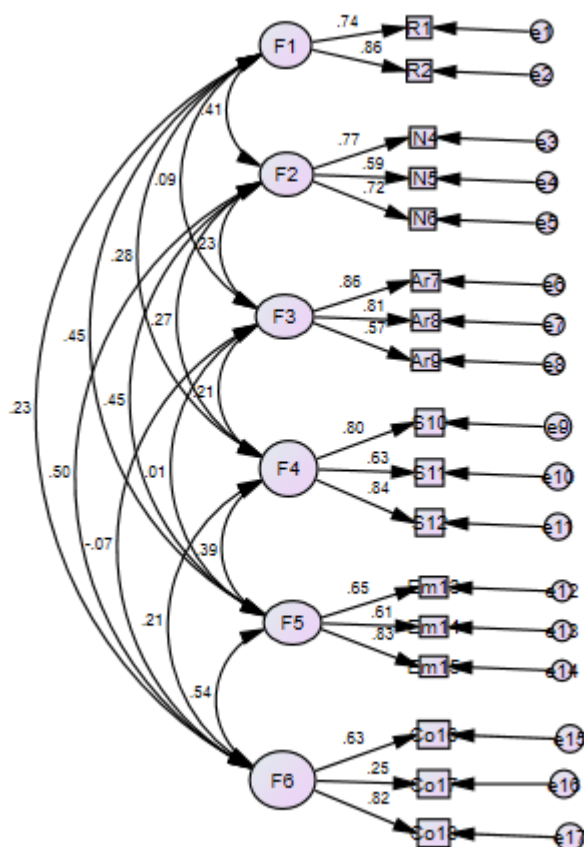 .74
R1
e1
F1
.86
R2
e2
.41
.77
N4
e3
F2
.59
N5
e4
.72
N6
e5
.09
.23
.28
.86
Ar7
e6
F3
.81
Ar8
e7
.57
Ar9
e8
.27
.45
.23
.21
.45
.80
S10
e9
F4
.63
S11
e10
.84
S12
e11
.50
.01
-.07
.39
.21
.65
Em13
e12
F5
.61
Em14
e13
.83
Em15
e14
.54
.63
Co16
e15
F6
.25
Co17
e16
.82
Co18
e17